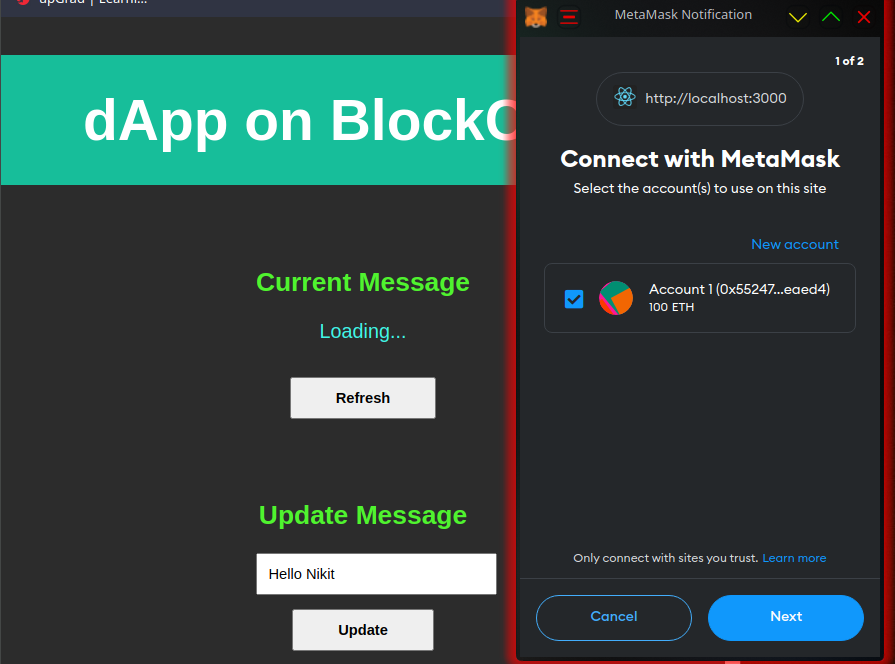 upGrad | Learni...
MetaMask Notification
dApp on BlockC
1 of 2
http://localhost:3000
Connect with MetaMask
Select the account(s) to use on this site
New account
Account 1 (0x55247...eaed4)
100 ETH
Only connect with sites you trust. Learn more
Cancel
Next
Current Message
Loading...
Refresh
Update Message
Hello Nikit
Update